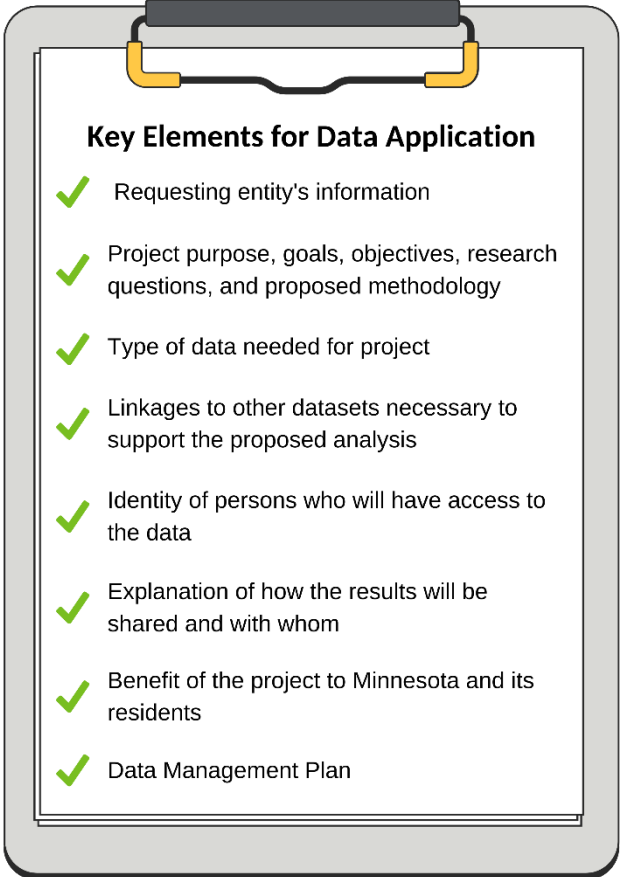 Key Elements for Data Application
Requesting entity's information
Project purpose, goals, objectives, research
questions, and proposed methodology
Type of data needed for project
Linkages to other datasets necessary to
support the proposed analysis
Identity of persons who will have access to
the data
Explanation of how the results will be
shared and with whom
Benefit of the project to Minnesota and its
residents
Data Management Plan